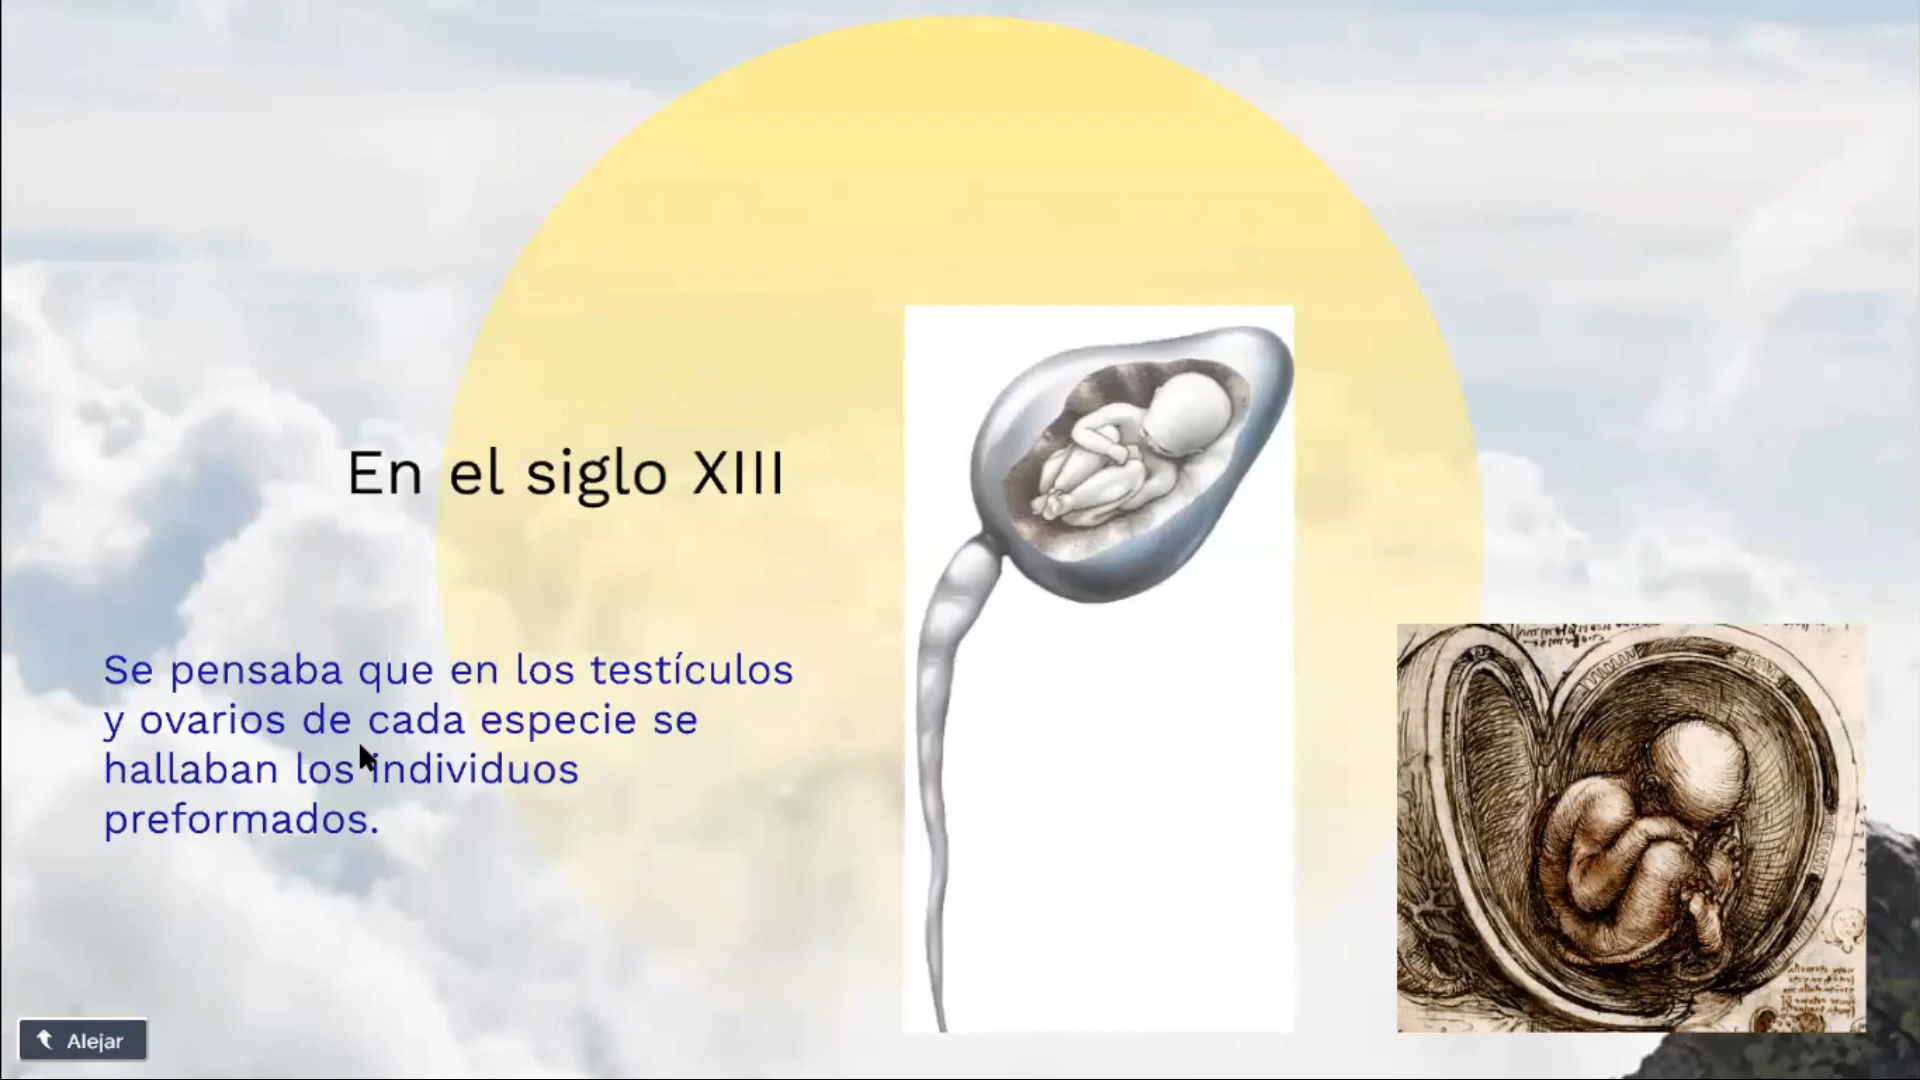 En el siglo XIII
Se pensaba que en los testículos
y ovarios de cada especie se
hallaban los individuos
preformados.
Alejar